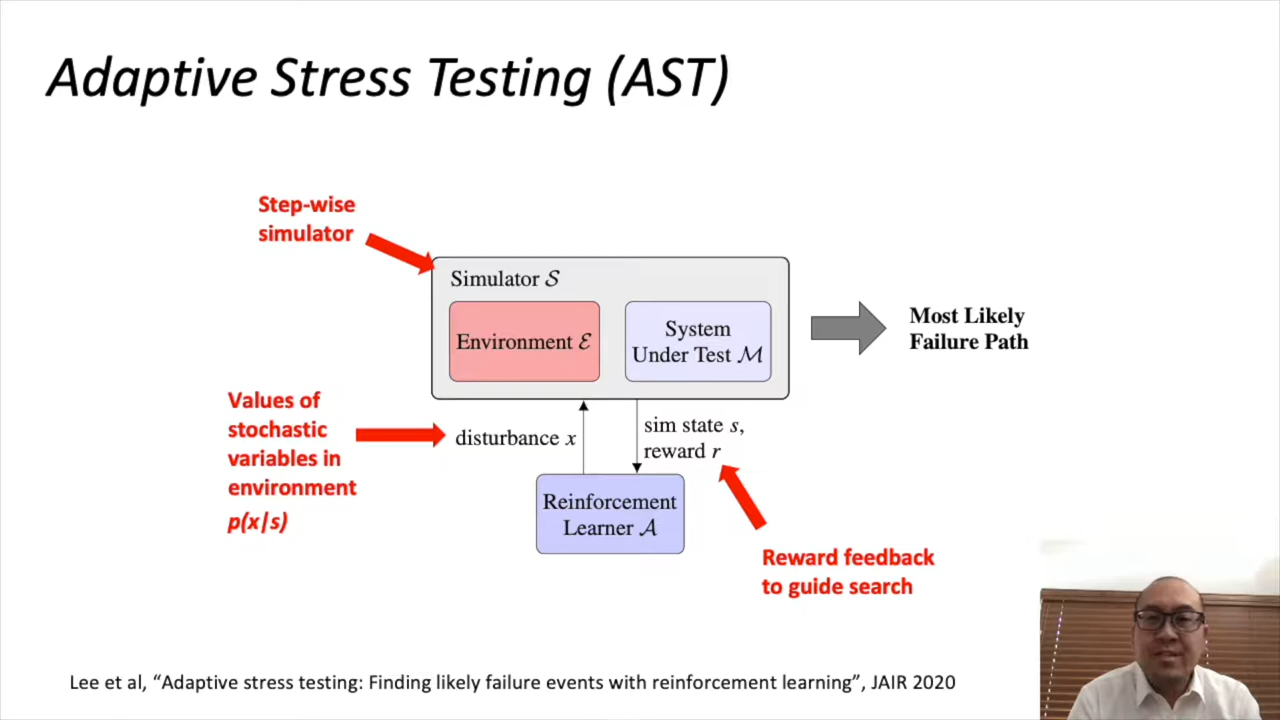 Adaptive Stress Testing (AST)
Step-wise
simulator
Simulator 𝒮
Environment ℰ
System
Under Test ℳ
Most Likely
Failure Path
Values of
stochastic
variables in
environment
p(x|s)
disturbance x
sim state s,
reward r
Reinforcement
Learner 𝒜
Reward feedback
to guide search
Lee et al, “Adaptive stress testing: Finding likely failure events with reinforcement learning”, JAIR 2020